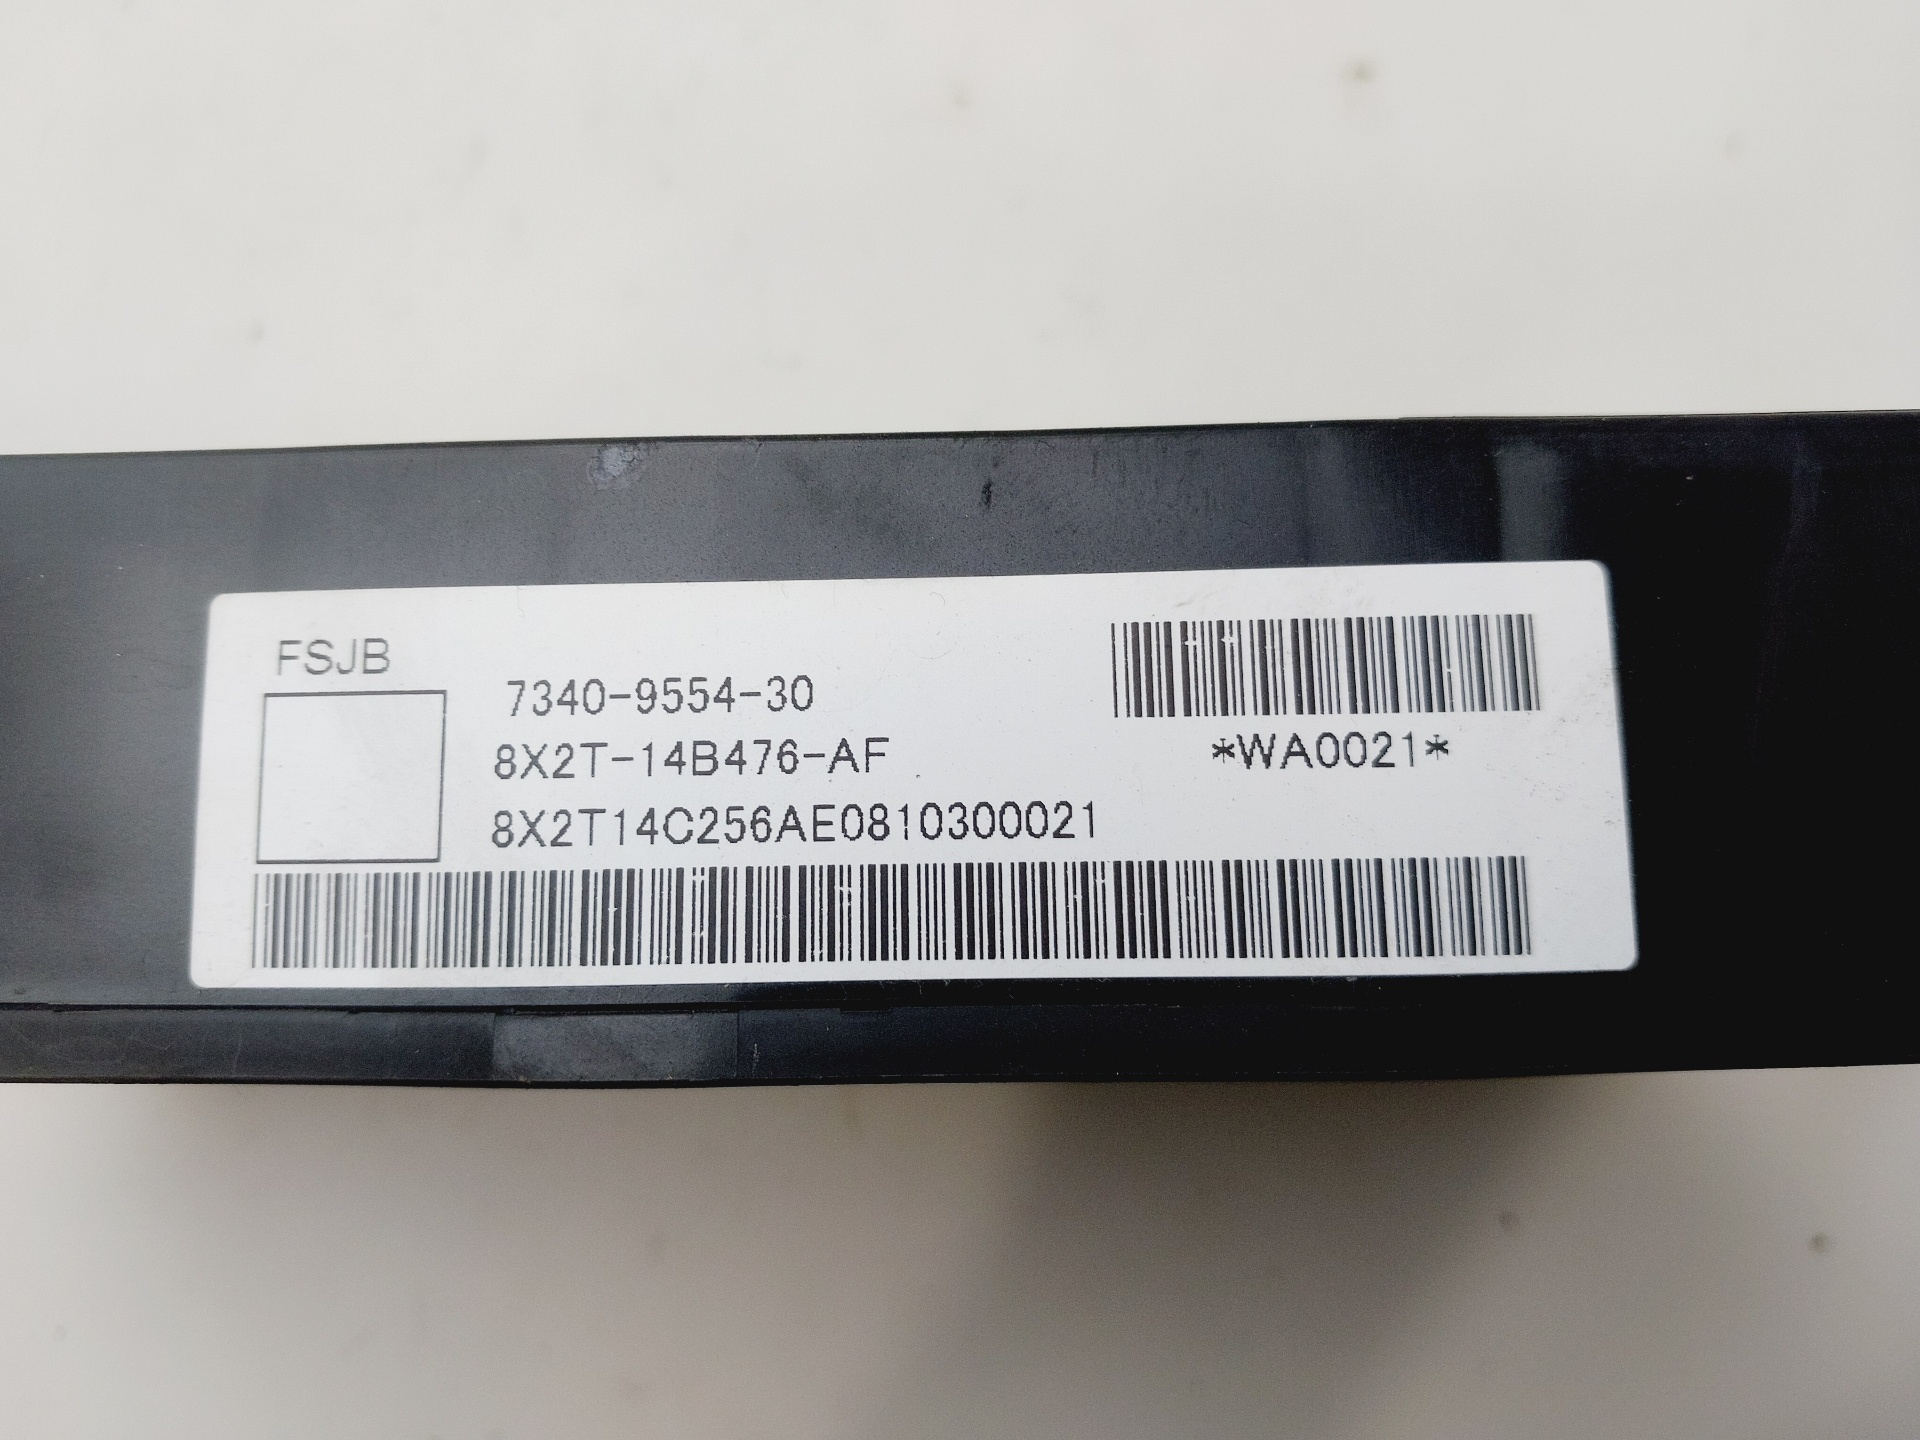 FSJB
7340-9554-30
8X2T-14B476-AF
*WA0021*
8X2T14C256AE0810300021